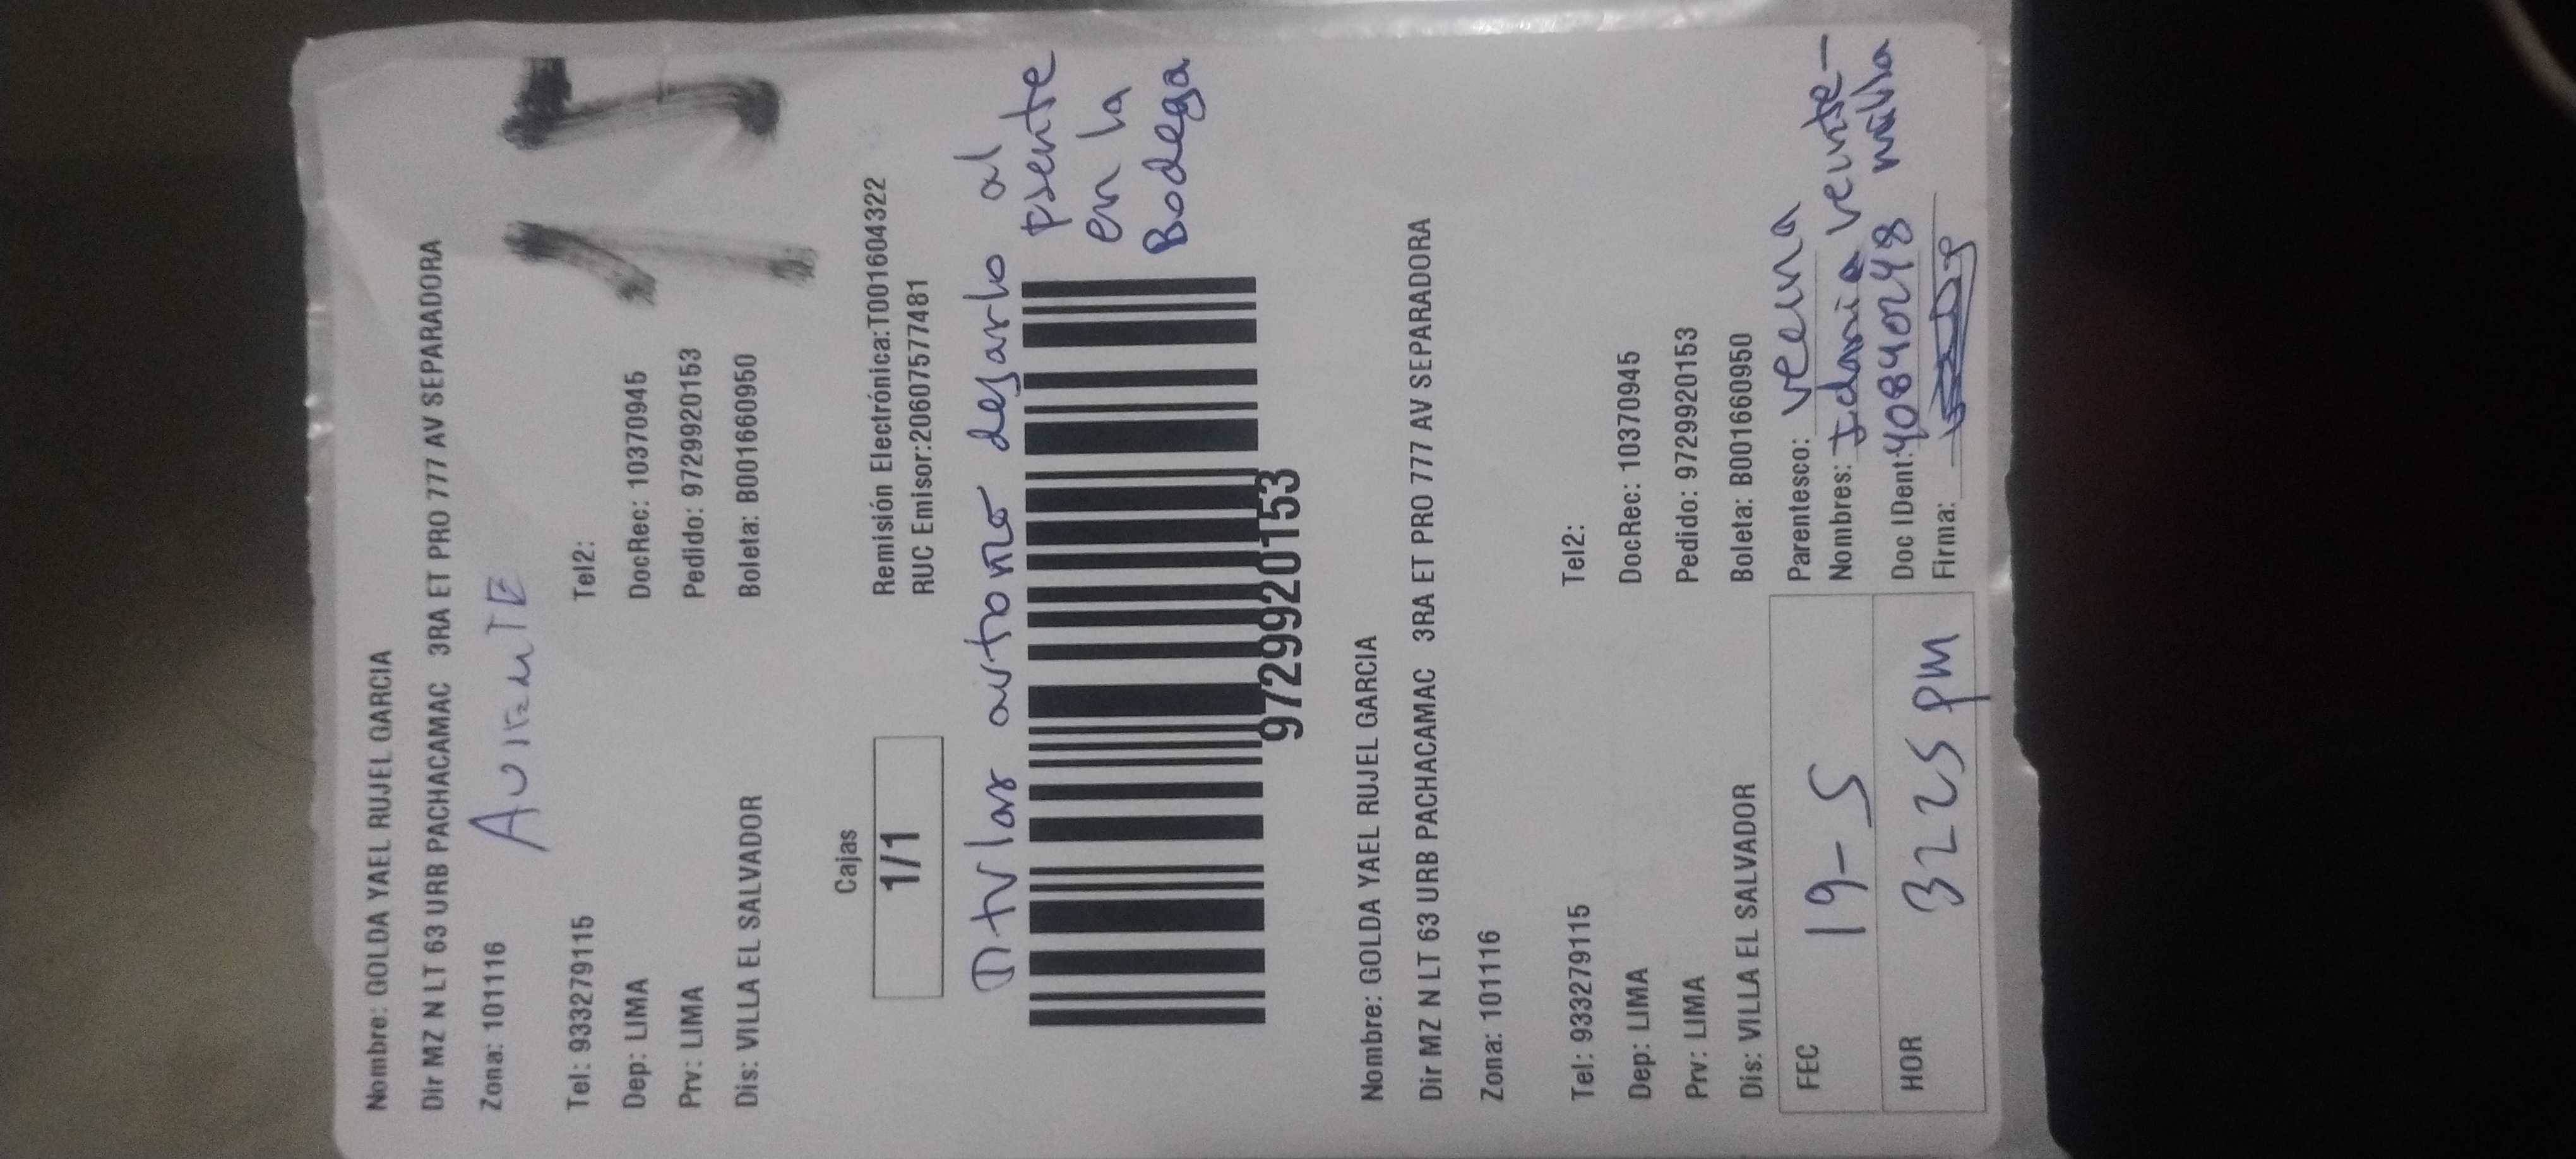 Nombre: GOLDA YAEL RUJEL GARCIA
Dir MZ N LT 63 URB PACHACAMAC 3RA ET PRO 777 AV SEPARADORA
Zona: 101116
Tel: 933279115 Tel2:
Dep: LIMA DocRec: 10370945
Prv: LIMA Pedido: 9729920153
Dis: VILLA EL SALVADOR Boleta: B001660950
15
Cajas
1/1
Remisión Electrónica:T001604322
RUC Emisor:20607577481
autorizo dejarlo al
en la
Bodega
9729920153
Nombre: GOLDA YAEL RUJEL GARCIA
Dir MZ N LT 63 URB PACHACAMAC 3RA ET PRO 777 AV SEPARADORA
Zona: 101116
Tel: 933279115 Tel2:
Dep: LIMA DocRec: 10370945
Prv: LIMA Pedido: 9729920153
Dis: VILLA EL SALVADOR Boleta: B001660950
FEC 19-5
HOR 3225 pm
Parentesco: vecina
Nombres:
Doc IDent: 40840248
Firma: